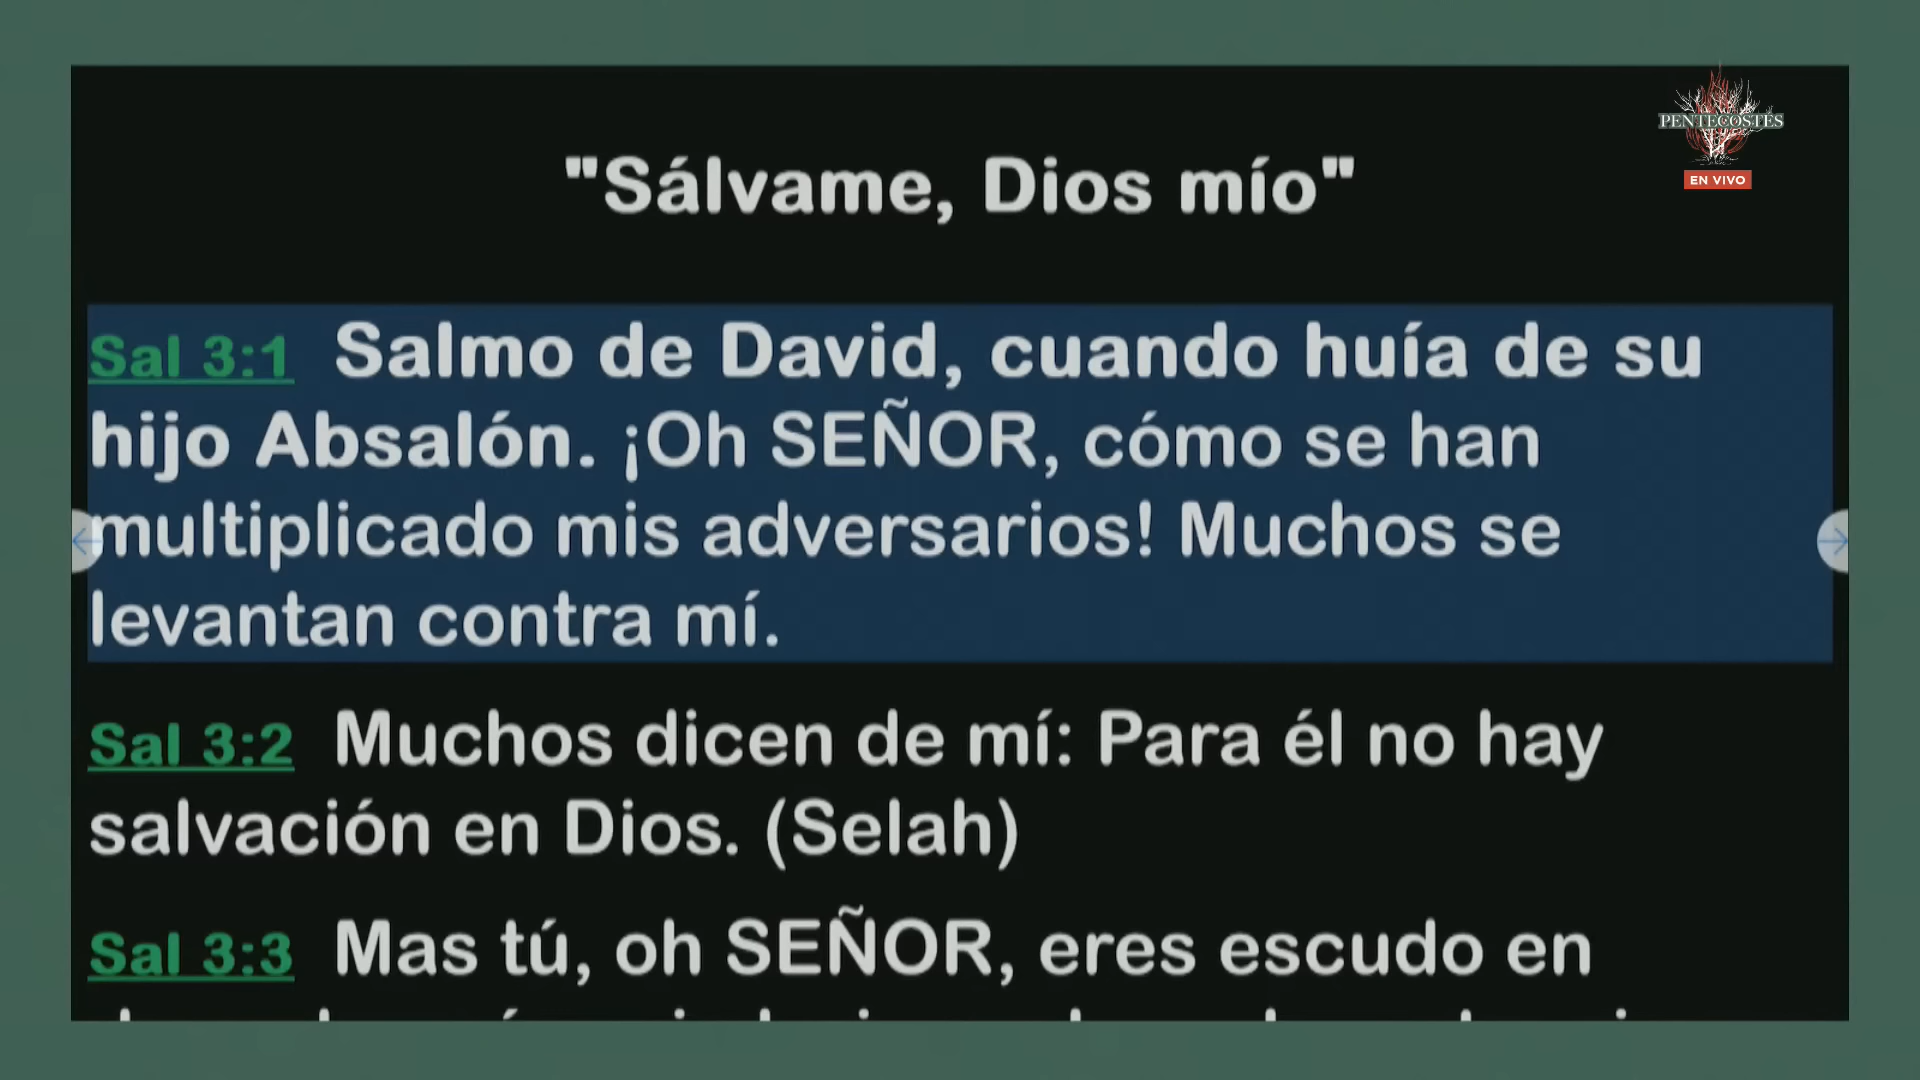 PENTECOSTÉS
EN VIVO
"Sálvame, Dios mío"
Sal 3:1 Salmo de David, cuando huía de su
hijo Absalón. ¡Oh SEÑOR, cómo se han
multiplicado mis adversarios! Muchos se
levantan contra mí.
Sal 3:2 Muchos dicen de mí: Para él no hay
salvación en Dios. (Selah)
Sal 3:3 Mas tú, oh SEÑOR, eres escudo en